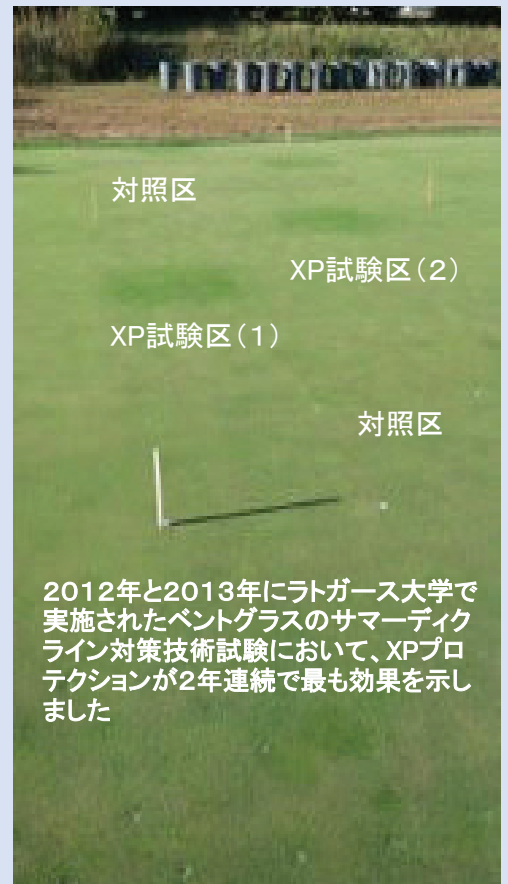 対照区
XP試験区（2）
XP試験区（1）
対照区
2012年と2013年にラトガース大学で
実施されたベントグラスのサマーディク
ライン対策技術試験において、XPプロ
テクションが2年連続で最も効果を示し
ました